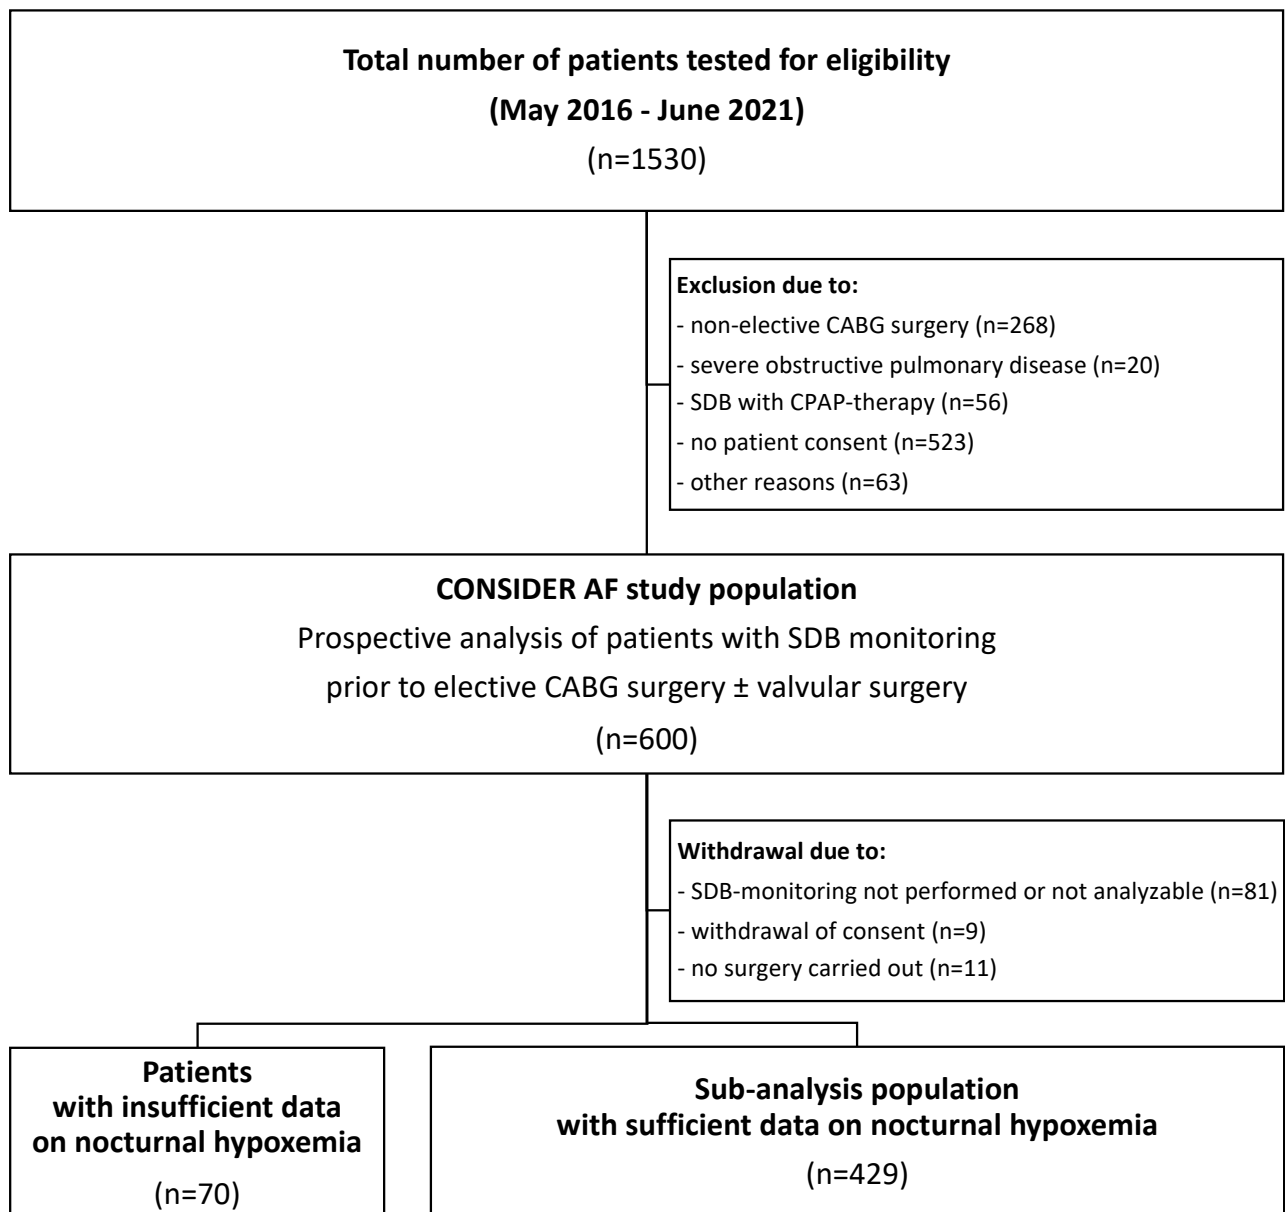 Total number of patients tested for eligibility
(May 2016 - June 2021)
(n=1530)
Exclusion due to:
- non-elective CABG surgery (n=268)
- severe obstructive pulmonary disease (n=20)
- SDB with CPAP-therapy (n=56)
- no patient consent (n=523)
- other reasons (n=63)
CONSIDER AF study population
Prospective analysis of patients with SDB monitoring
prior to elective CABG surgery ± valvular surgery
(n=600)
Withdrawal due to:
- SDB-monitoring not performed or not analyzable (n=81)
- withdrawal of consent (n=9)
- no surgery carried out (n=11)
Patients
with insufficient data
on nocturnal hypoxemia
(n=70)
Sub-analysis population
with sufficient data on nocturnal hypoxemia
(n=429)